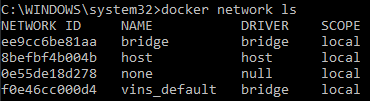 C:\WINDOWS\system32>docker network ls
NETWORK ID     NAME           DRIVER    SCOPE
ee9cc6be81aa   bridge         bridge    local
8befbf4b004b   host           host      local
0e55de18d278   none           null      local
f0e46cc000d4   vins_default   bridge    local